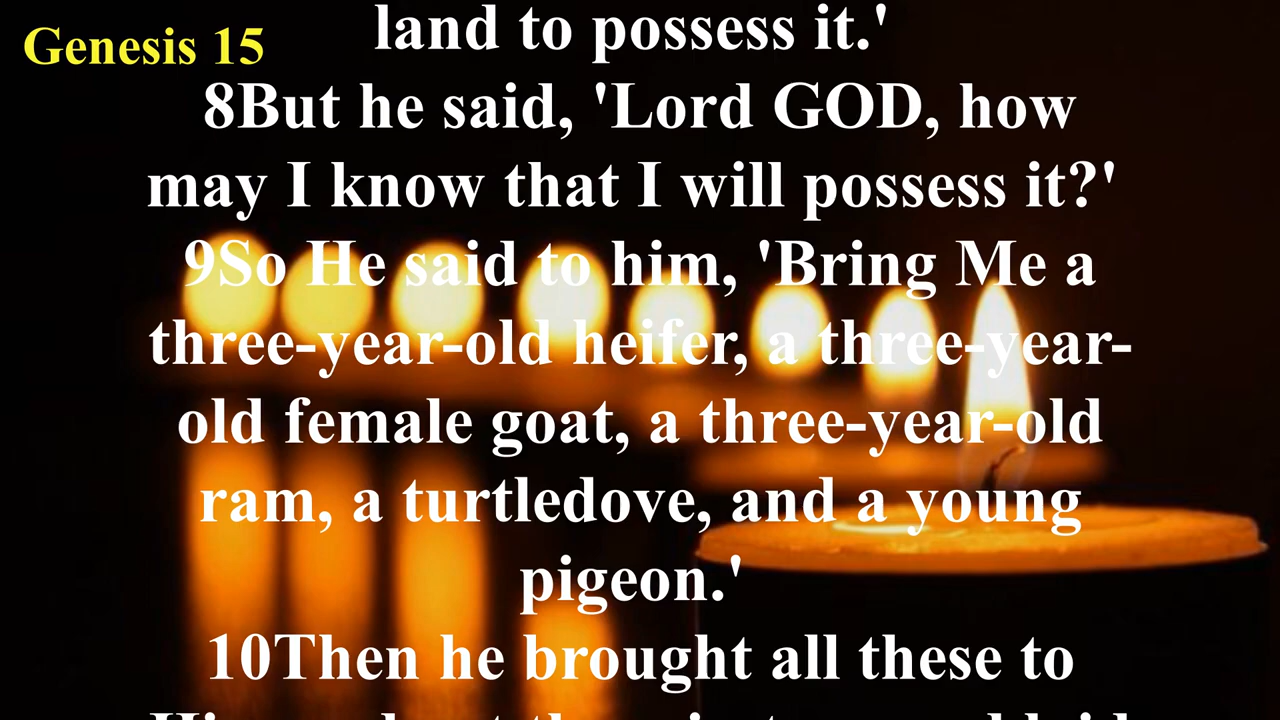 Genesis 15
land to possess it.'
8But he said, 'Lord GOD, how
may I know that I will possess it?'
9So He said to him, 'Bring Me a
three-year-old heifer, a three-year-
old female goat, a three-year-old
ram, a turtledove, and a young
pigeon.'
10Then he brought all these to